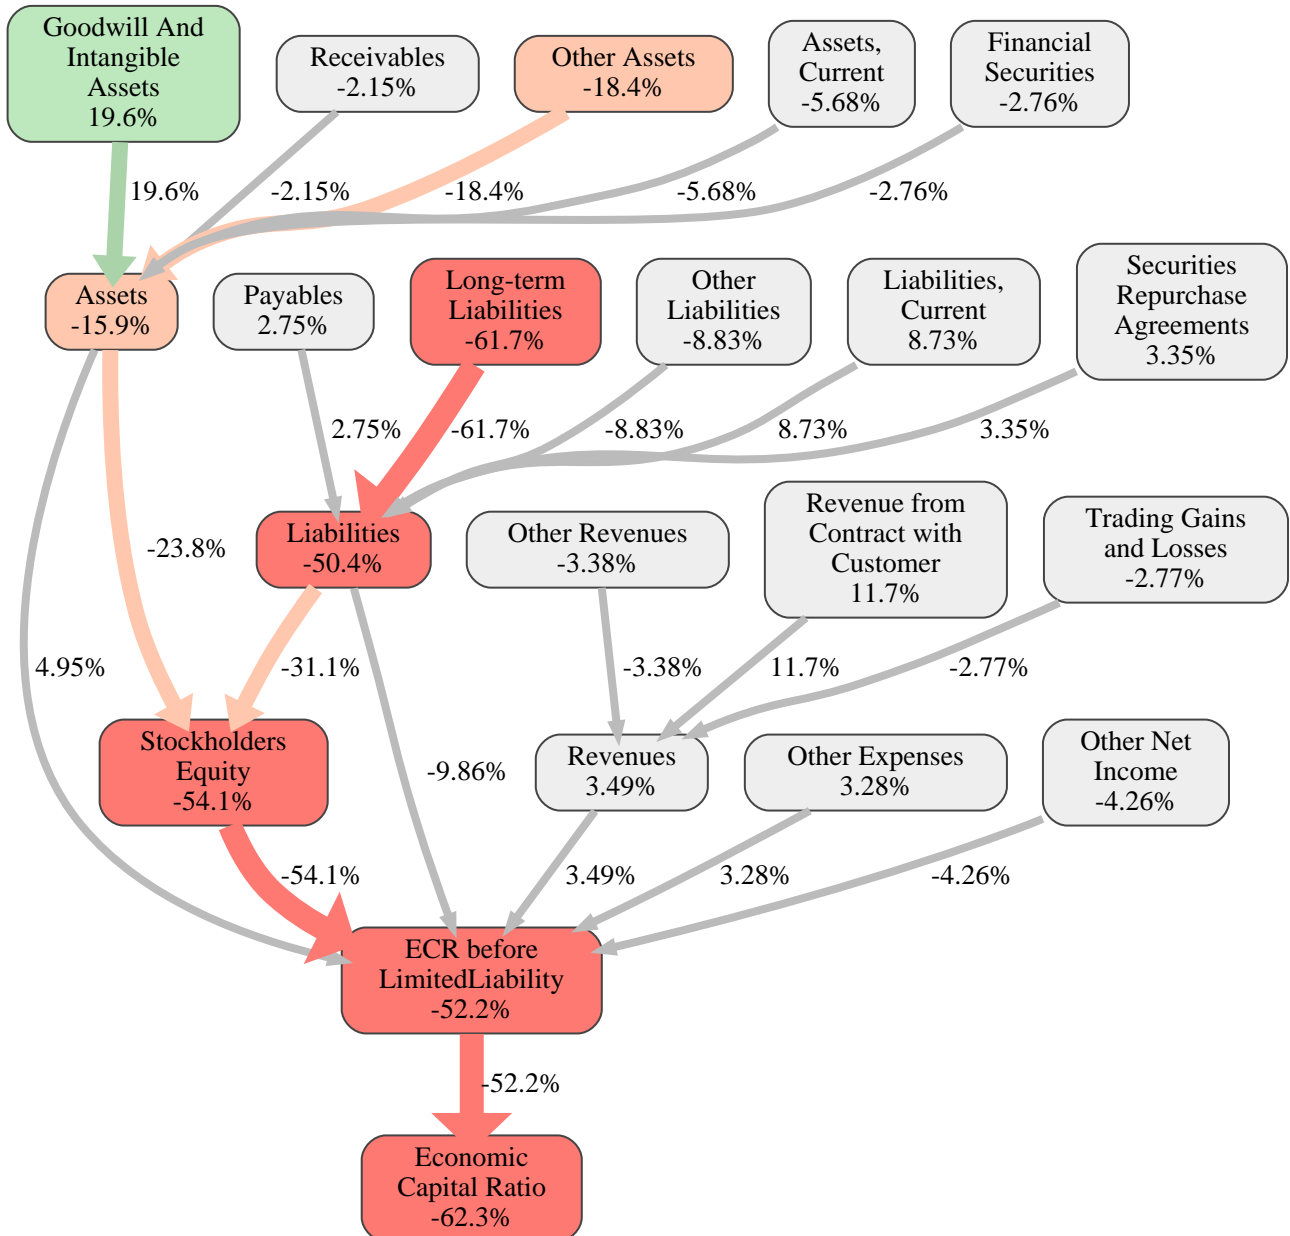 Goodwill And
Intangible
Assets
19.6%
Receivables
-2.15%
Other Assets
-18.4%
Assets,
Current
-5.68%
Financial
Securities
-2.76%
19.6%
-2.15%
-18.4%
-5.68%
-2.76%
Assets
-15.9%
Payables
2.75%
Long-term
Liabilities
-61.7%
Other
Liabilities
-8.83%
Liabilities,
Current
8.73%
Securities
Repurchase
Agreements
3.35%
2.75%
-61.7%
-8.83%
8.73%
3.35%
Liabilities
-50.4%
Other Revenues
-3.38%
Revenue from
Contract with
Customer
11.7%
Trading Gains
and Losses
-2.77%
-23.8%
4.95%
-31.1%
-3.38%
11.7%
-2.77%
Stockholders
Equity
-54.1%
-9.86%
Revenues
3.49%
Other Expenses
3.28%
Other Net
Income
-4.26%
-54.1%
3.49%
3.28%
-4.26%
ECR before
LimitedLiability
-52.2%
-52.2%
Economic
Capital Ratio
-62.3%